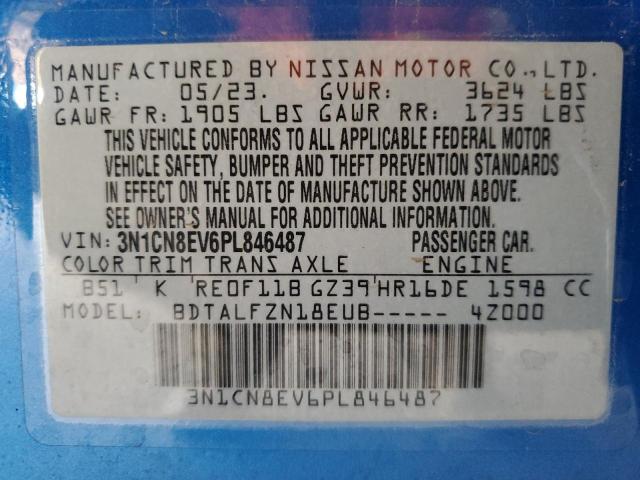 MANUFACTURED BY NISSAN MOTOR CO.,LTD.
DATE: 05/23. GVWR: 3624 LBS
GAWR FR: 1905 LBS GAWR RR: 1735 LBS
THIS VEHICLE CONFORMS TO ALL APPLICABLE FEDERAL MOTOR
VEHICLE SAFETY, BUMPER AND THEFT PREVENTION STANDARDS
IN EFFECT ON THE DATE OF MANUFACTURE SHOWN ABOVE.
SEE OWNER'S MANUAL FOR ADDITIONAL INFORMATION.
VIN: 3N1CN8EV6PL846487 PASSENGER CAR.
COLOR TRIM TRANS AXLE ENGINE
B51 K RE0F11B GZ39 HR16DE 1598 CC
MODEL: BDTALFZN18EUB----- 4Z000
3N1CN8EV6PL846487